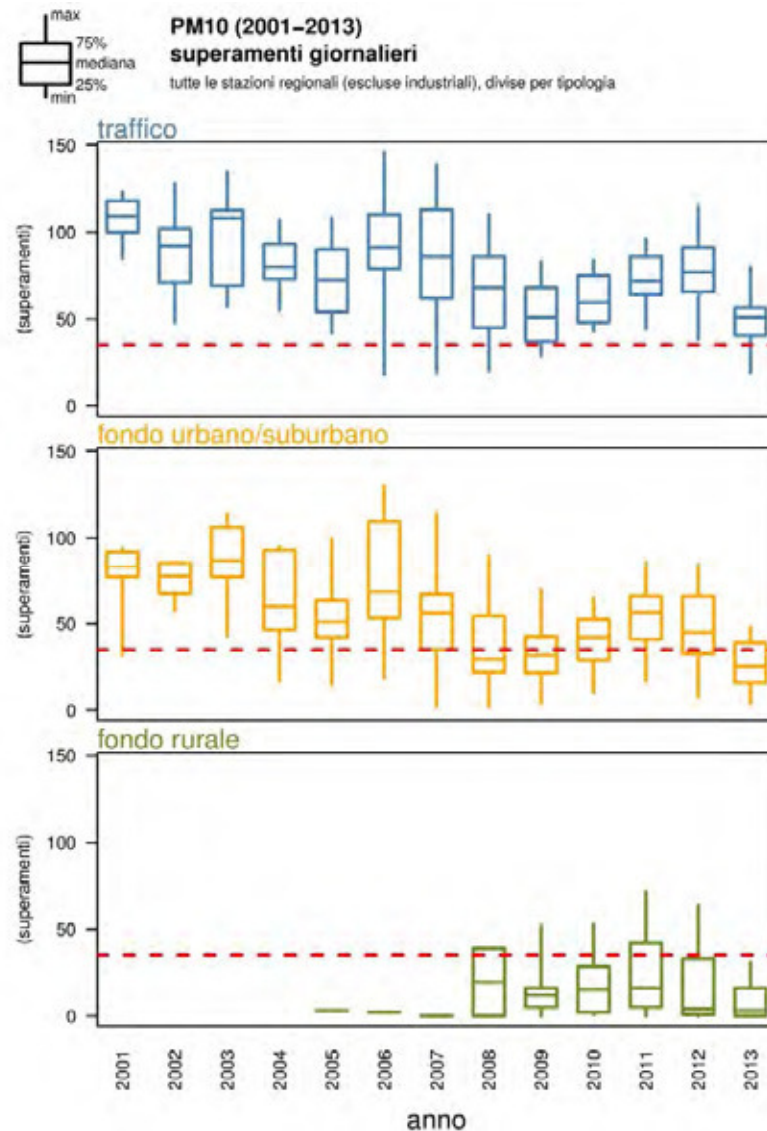 max
75%
mediana
25%
min
PM10 (2001–2013)
superamenti giornalieri
tutte le stazioni regionali (escluse industriali), divise per tipologia
traffico
150
100
50
0
(superamenti)
fondo urbano/suburbano
150
100
50
0
(superamenti)
fondo rurale
150
100
50
0
(superamenti)
2001
2002
2003
2004
2005
2006
2007
2008
2009
2010
2011
2012
2013
anno